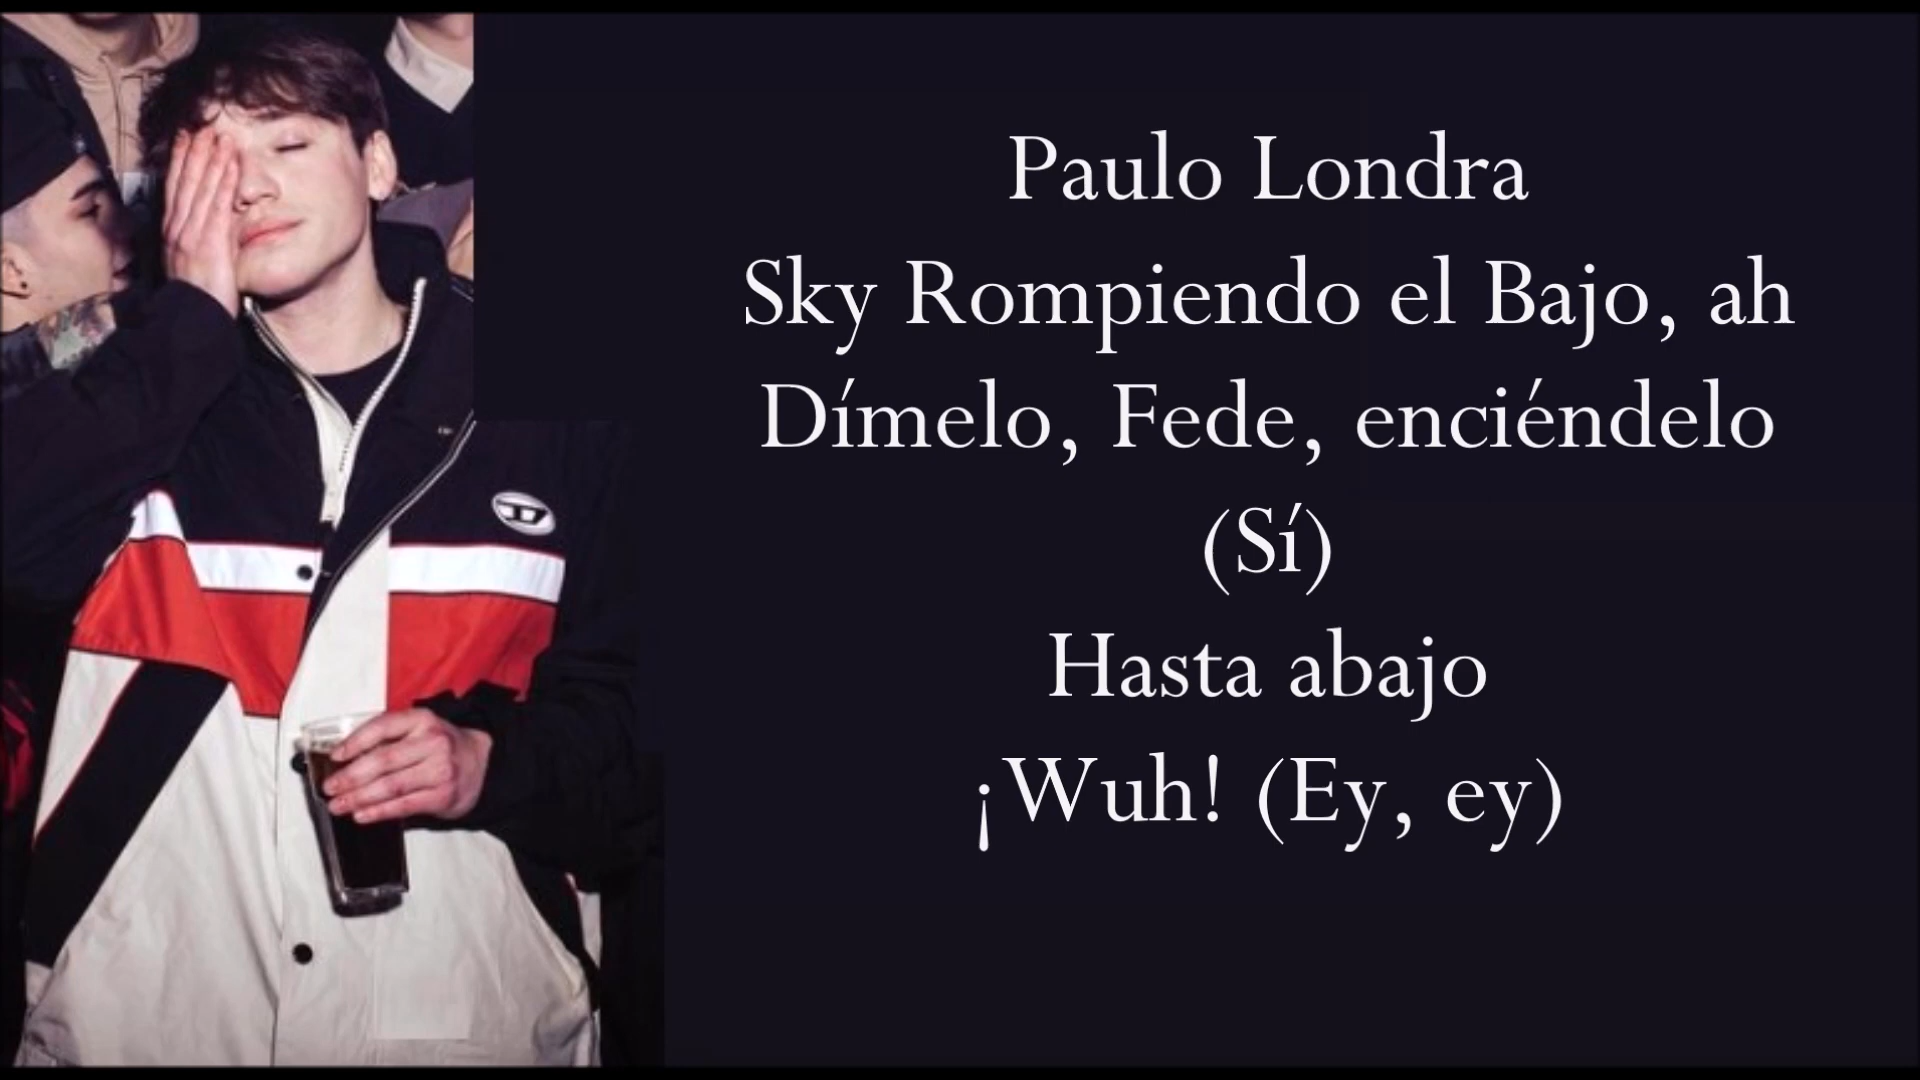 Paulo Londra
Sky Rompiendo el Bajo, ah
Dímelo, Fede, enciéndelo
(Sí)
Hasta abajo
¡Wuh! (Ey, ey)